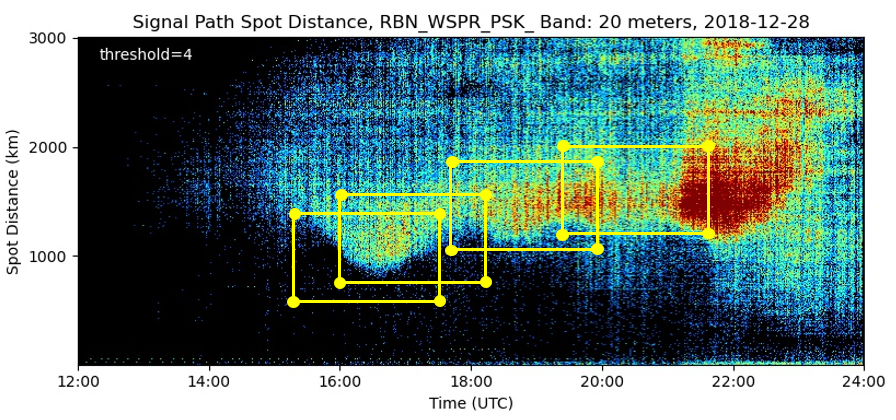 Signal Path Spot Distance, RBN_WSPR_PSK_ Band: 20 meters, 2018-12-28
threshold=4
3000
2000
1000
Spot Distance (km)
12:00 14:00 16:00 18:00 20:00 22:00 24:00
Time (UTC)